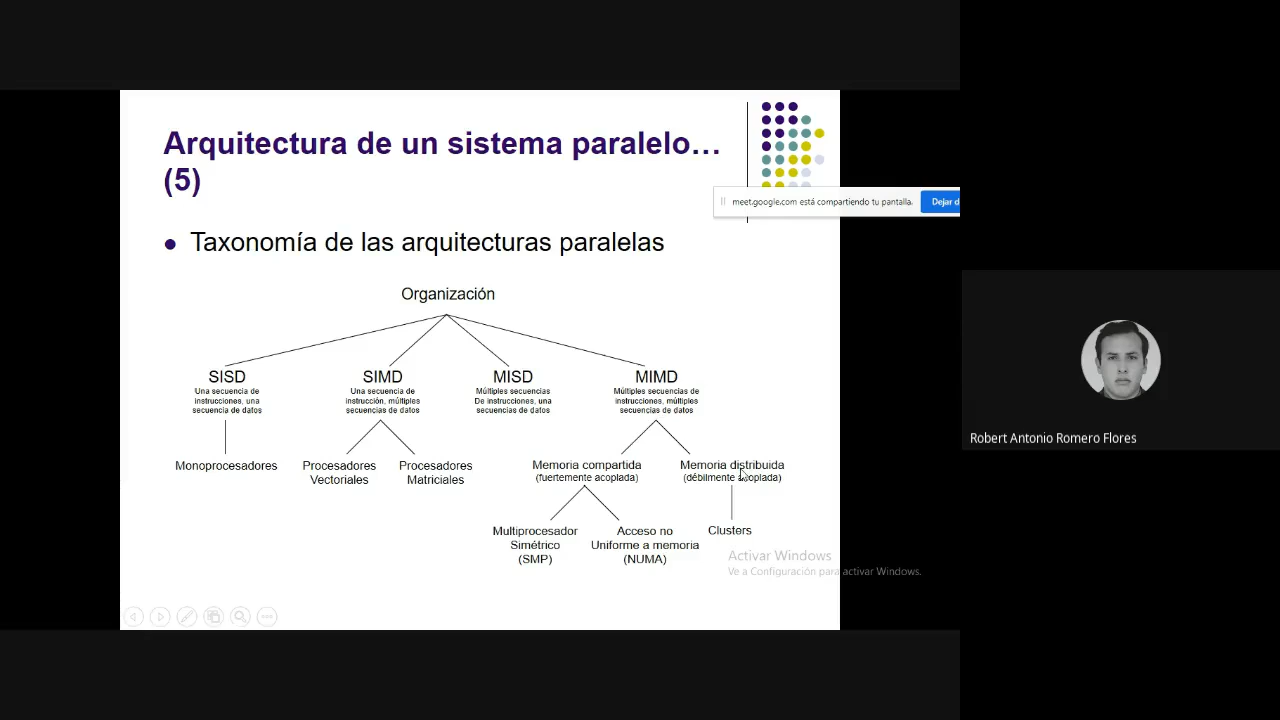 Arquitectura de un sistema paralelo…
(5)
meet.google.com está compartiendo tu pantalla.
Dejar d
Taxonomía de las arquitecturas paralelas
Organización
SISD
Una secuencia de
instrucciones, una
secuencia de datos
SIMD
Una secuencia de
instrucción, múltiples
secuencias de datos
MISD
Múltiples secuencias
De instrucciones, una
secuencias de datos
MIMD
Múltiples secuencias de
instrucciones, múltiples
secuencias de datos
Monoprocesadores
Procesadores
Vectoriales
Procesadores
Matriciales
Memoria compartida
(fuertemente acoplada)
Memoria distribuida
(débilmente acoplada)
Multiprocesador
Simétrico
(SMP)
Acceso no
Uniforme a memoria
(NUMA)
Clusters
Activar Windows
Ve a Configuración para activar Windows.
Robert Antonio Romero Flores